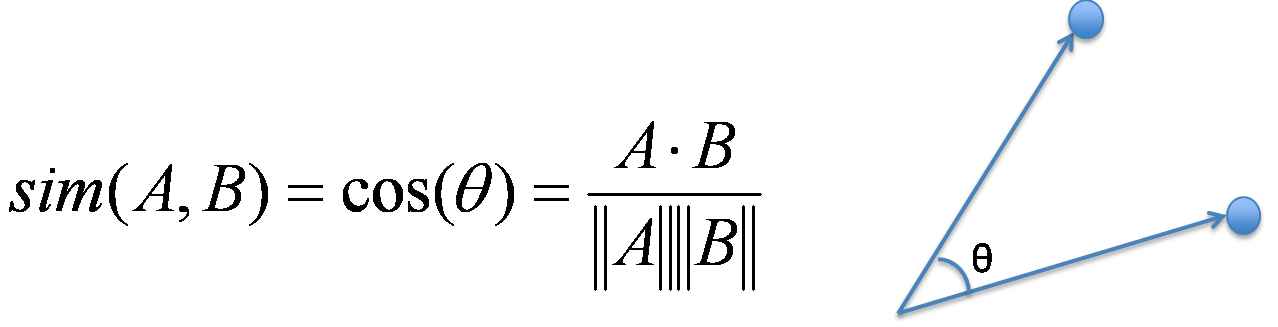 sim(A, B) = cos(θ) = A · B / ‖A‖‖B‖
θ